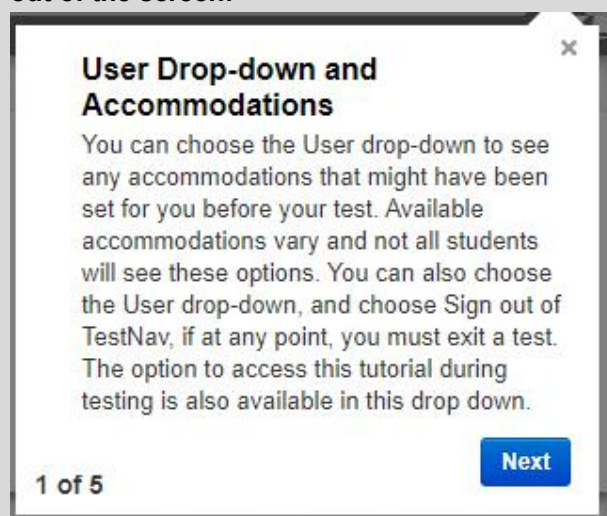 out of the screen.
×
User Drop-down and
Accommodations
You can choose the User drop-down to see
any accommodations that might have been
set for you before your test. Available
accommodations vary and not all students
will see these options. You can also choose
the User drop-down, and choose Sign out of
TestNav, if at any point, you must exit a test.
The option to access this tutorial during
testing is also available in this drop down.
Next
1 of 5